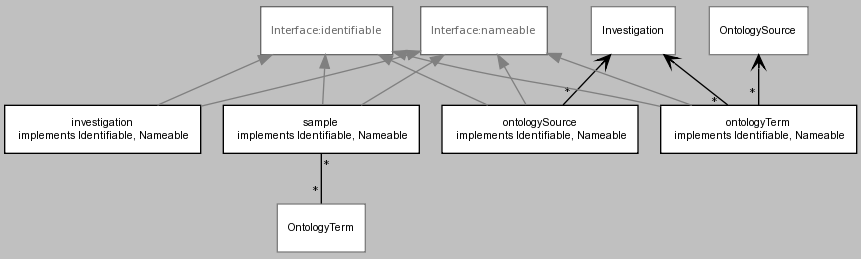 Interface:identifiable
Interface:nameable
Investigation
OntologySource
*
*
*
investigation
implements Identifiable, Nameable
sample
implements Identifiable, Nameable
ontologySource
implements Identifiable, Nameable
ontologyTerm
implements Identifiable, Nameable
*
*
OntologyTerm